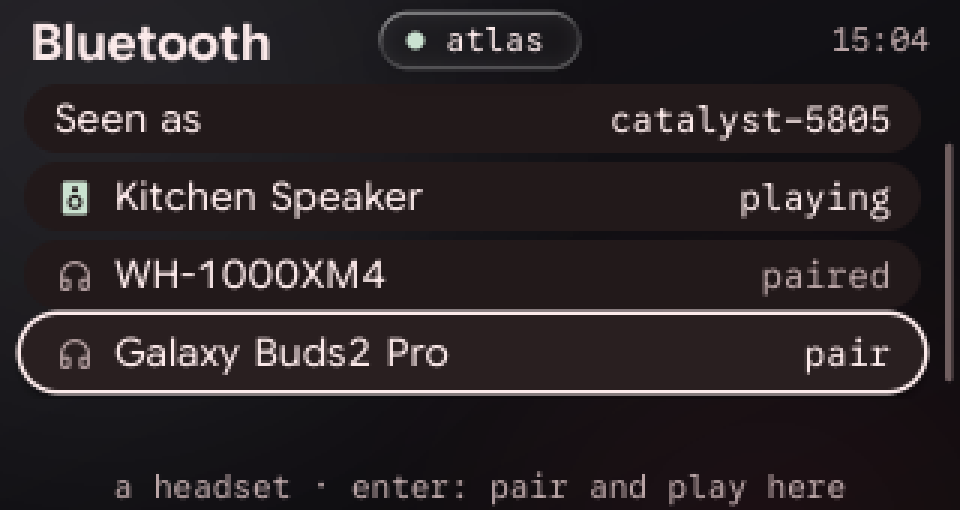 Bluetooth atlas 15:04
Seen as catalyst-5805
Kitchen Speaker playing
WH-1000XM4 paired
Galaxy Buds2 Pro pair
a headset · enter: pair and play here